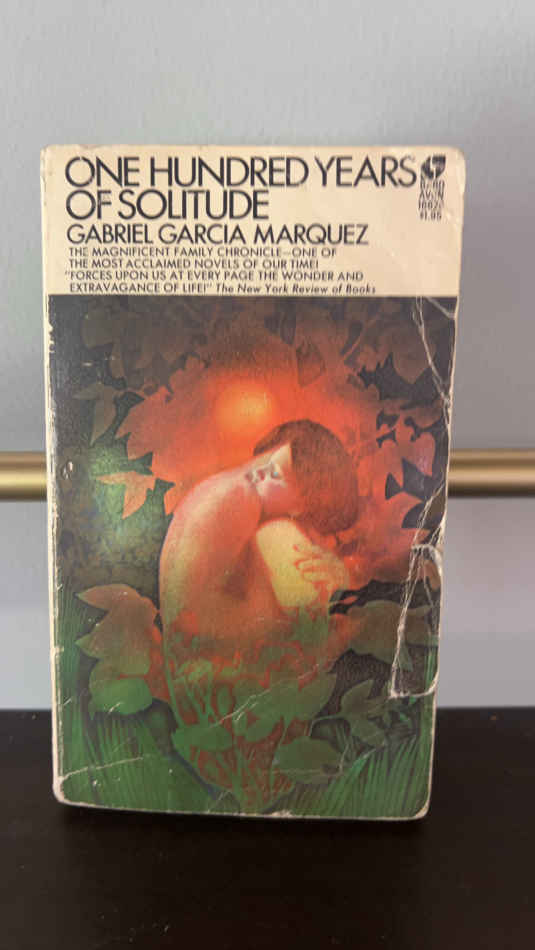 ONE HUNDRED YEARS
OF SOLITUDE
GABRIEL GARCIA MARQUEZ
THE MAGNIFICENT FAMILY CHRONICLE—ONE OF
THE MOST ACCLAIMED NOVELS OF OUR TIME!
"FORCES UPON US AT EVERY PAGE THE WONDER AND
EXTRAVAGANCE OF LIFE!" The New York Review of Books
AVON
$1.95